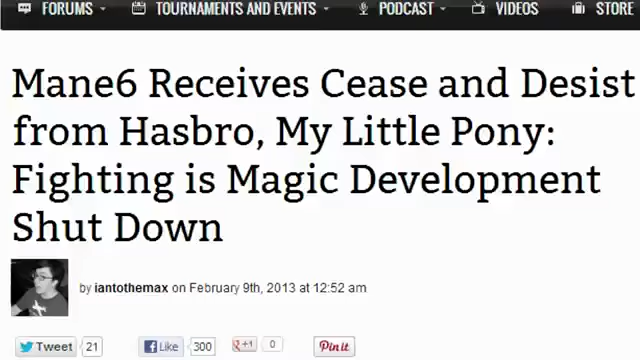 FORUMS TOURNAMENTS AND EVENTS PODCAST VIDEOS STORE
Mane6 Receives Cease and Desist
from Hasbro, My Little Pony:
Fighting is Magic Development
Shut Down
by iantothemax on February 9th, 2013 at 12:52 am
Tweet 21 Like 300 g +1 0 Pin it